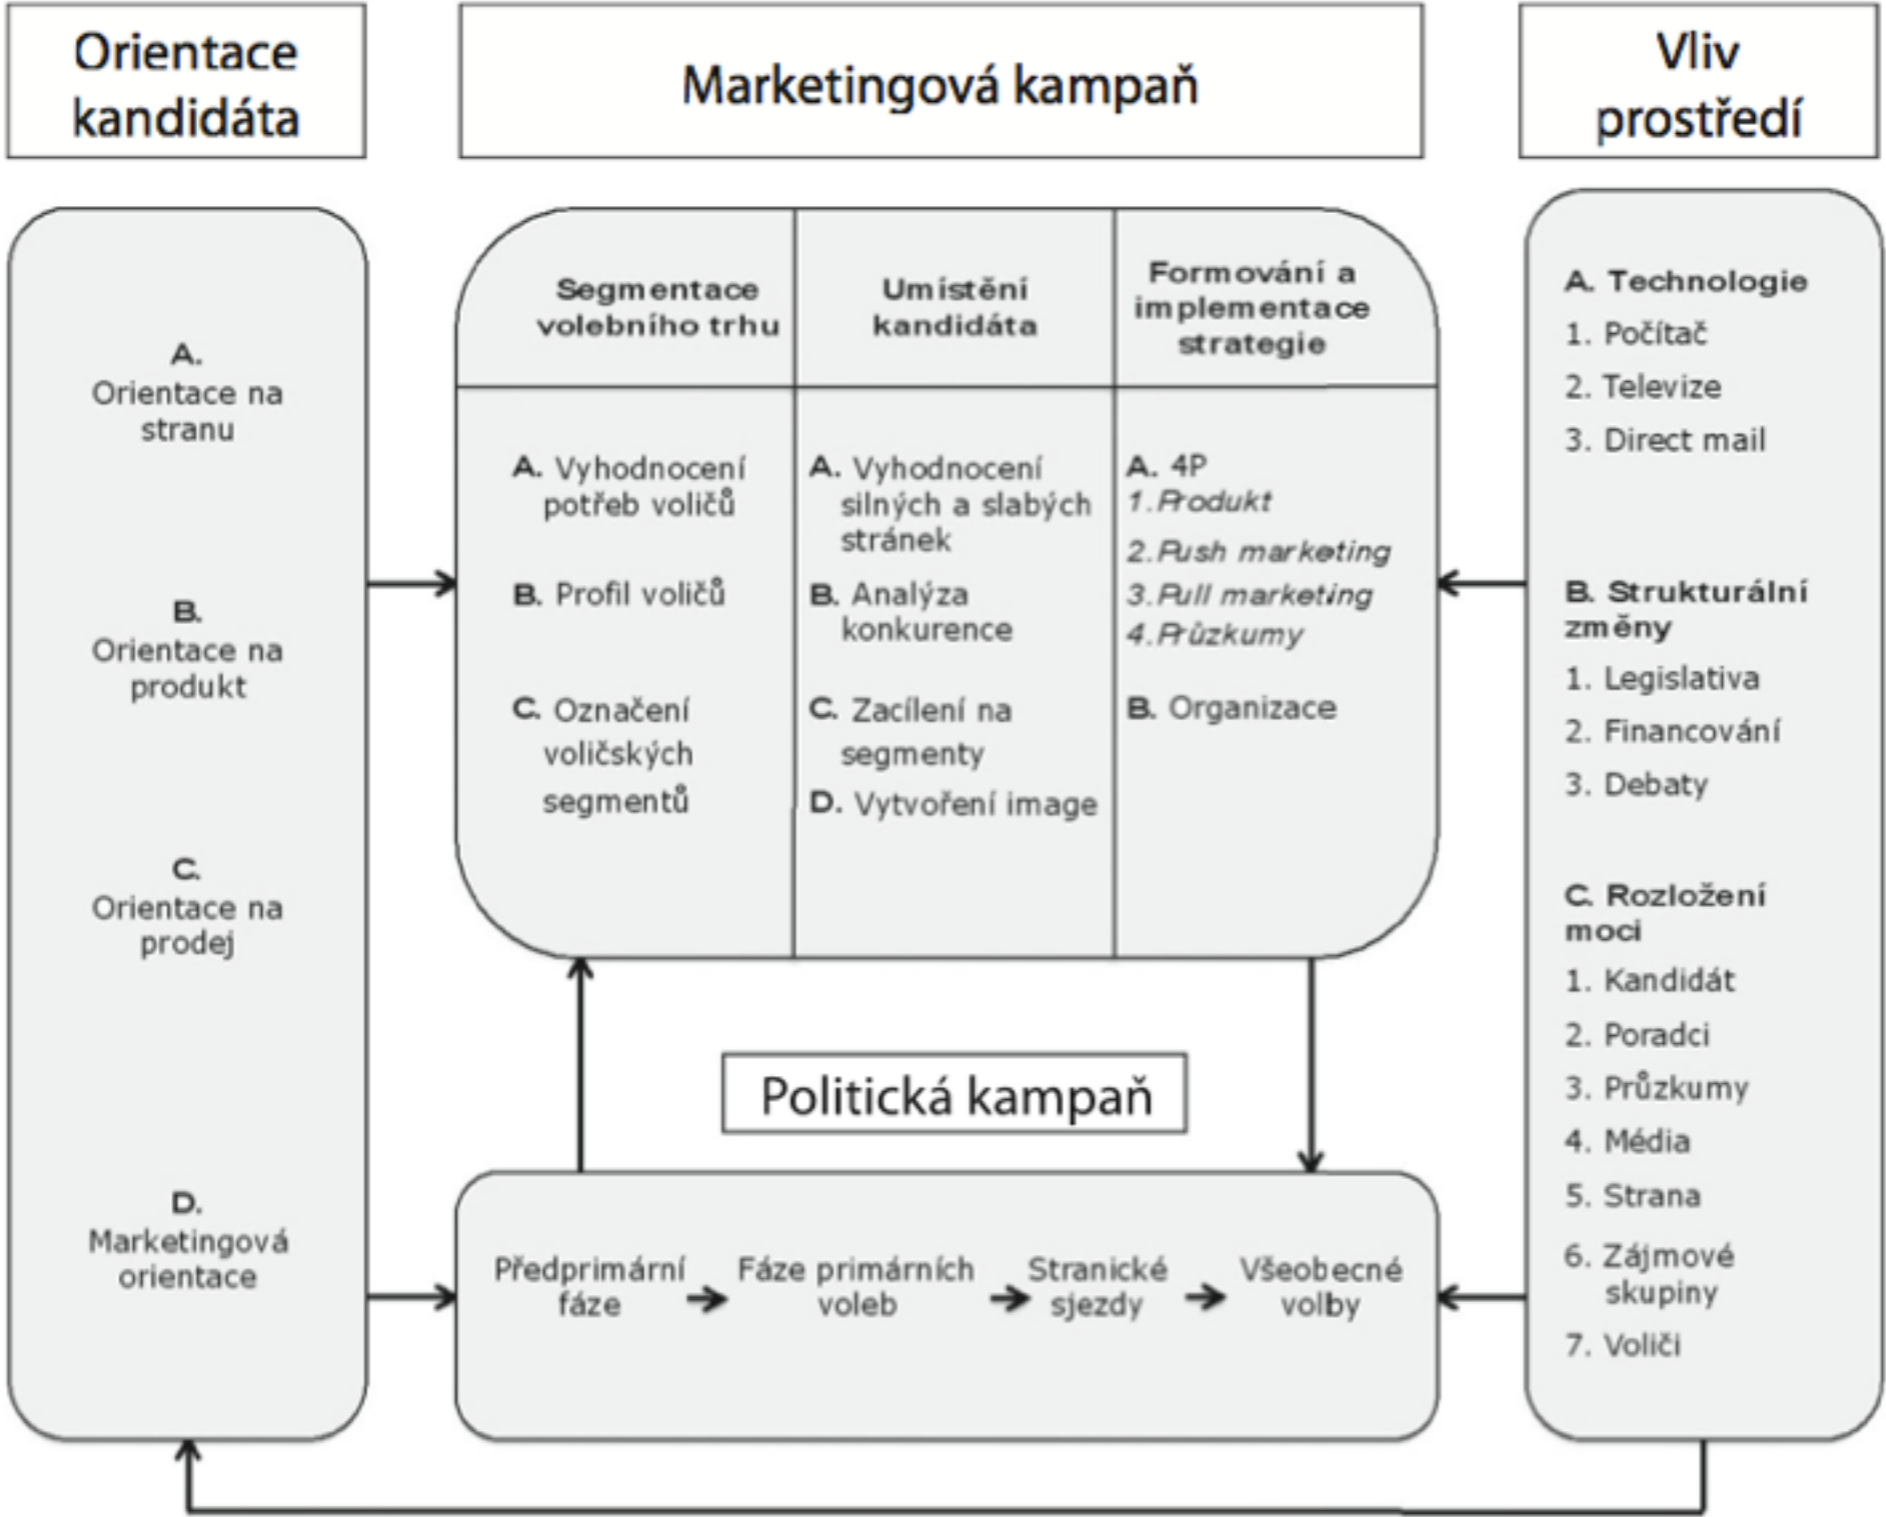 Orientace
kandidáta
Marketingová kampaň
Vliv
prostředí
A.
Orientace na
stranu
B.
Orientace na
produkt
C.
Orientace na
prodej
D.
Marketingová
orientace
Segmentace
volebního trhu
A. Vyhodnocení
potřeb voličů
B. Profil voličů
C. Označení
voličských
segmentů
Umístění
kandidáta
A. Vyhodnocení
silných a slabých
stránek
B. Analýza
konkurence
C. Zacílení na
segmenty
D. Vytvoření image
Formování a
implementace
strategie
A. 4P
1. Produkt
2. Push marketing
3. Pull marketing
4. Průzkumy
B. Organizace
Politická kampaň
Předprimární
fáze
Fáze primárních
voleb
Stranické
sjezdy
Všeobecné
volby
A. Technologie
1. Počítač
2. Televize
3. Direct mail
B. Strukturální
změny
1. Legislativa
2. Financování
3. Debaty
C. Rozložení
moci
1. Kandidát
2. Poradci
3. Průzkumy
4. Média
5. Strana
6. Zájmové
skupiny
7. Voliči